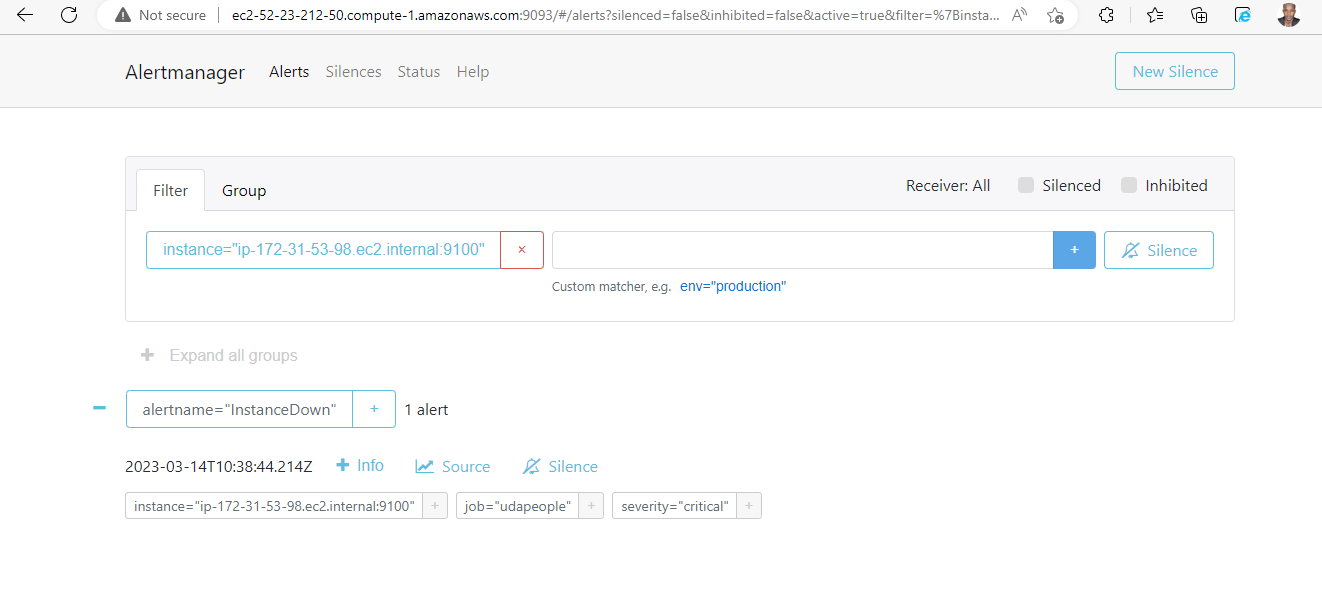 Not secure ec2-52-23-212-50.compute-1.amazonaws.com:9093/#/alerts?silenced=false&inhibited=false&active=true&filter=%7Binsta...
Alertmanager Alerts Silences Status Help New Silence
Filter Group Receiver: All Silenced Inhibited
instance="ip-172-31-53-98.ec2.internal:9100" × + Silence
Custom matcher, e.g. env="production"
+ Expand all groups
− alertname="InstanceDown" + 1 alert
2023-03-14T10:38:44.214Z + Info Source Silence
instance="ip-172-31-53-98.ec2.internal:9100" + job="udapeople" + severity="critical" +